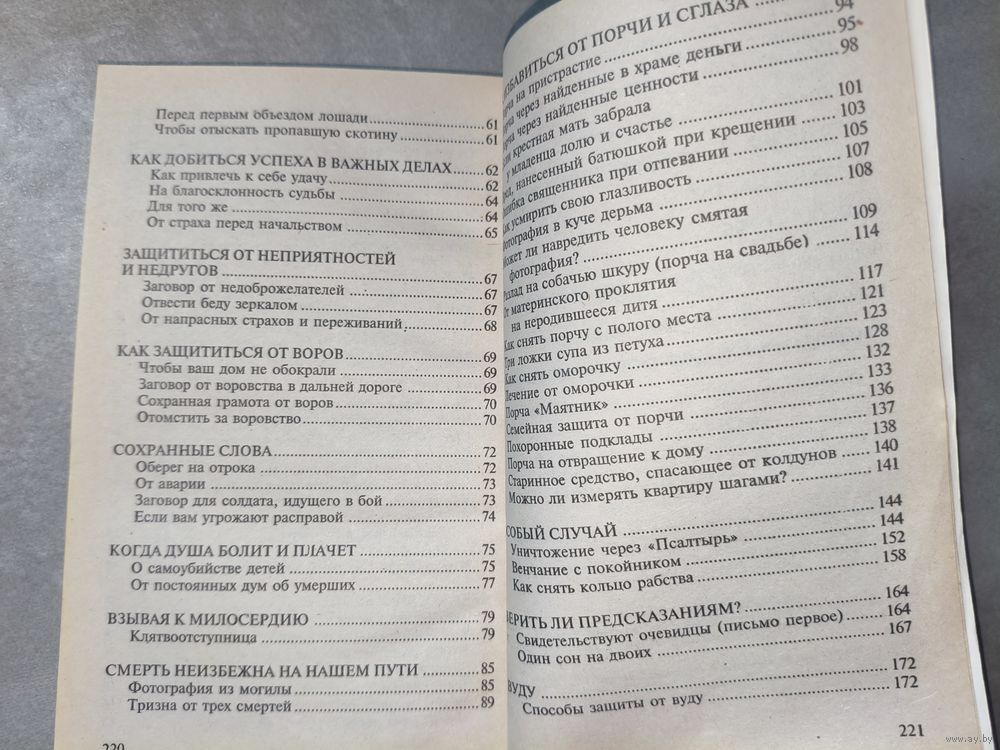 Перед первым объездом лошади 61
Чтобы отыскать пропавшую скотину 61
КАК ДОБИТЬСЯ УСПЕХА В ВАЖНЫХ ДЕЛАХ 62
Как привлечь к себе удачу 62
На благосклонность судьбы 64
Для того же 64
От страха перед начальством 65
ЗАЩИТИТЬСЯ ОТ НЕПРИЯТНОСТЕЙ
И НЕДРУГОВ 67
Заговор от недоброжелателей 67
Отвести беду зеркалом 67
От напрасных страхов и переживаний 68
КАК ЗАЩИТИТЬСЯ ОТ ВОРОВ 69
Чтобы ваш дом не обокрали 69
Заговор от воровства в дальней дороге 69
Сохранная грамота от воров 70
Отомстить за воровство 70
СОХРАННЫЕ СЛОВА 72
Оберег на отрока 72
От аварии 73
Заговор для солдата, идущего в бой 73
Если вам угрожают расправой 74
КОГДА ДУША БОЛИТ И ПЛАЧЕТ 75
О самоубийстве детей 75
От постоянных дум об умерших 77
ВЗЫВАЯ К МИЛОСЕРДИЮ 79
Клятвоотступница 79
СМЕРТЬ НЕИЗБЕЖНА НА НАШЕМ ПУТИ 85
Фотография из могилы 85
Тризна от трех смертей 89
220
ОТ ПОРЧИ И СГЛАЗА 94
на пристрастие 95
через найденные в храме деньги 98
через найденные ценности
крестная мать забрала
у младенца долю и счастье 101
нанесенный батюшкой при крещении 103
священника при отпевании 105
усмирить свою глазливость 107
в куче дерьма 108
ли навредить человеку смятая
фотография? 109
на собачью шкуру (порча на свадьбе) 114
материнского проклятия
на неродившееся дитя 117
Как снять порчу с полого места 121
ложки супа из петуха 123
Как снять оморочку 128
Лечение от оморочки 132
Порча «Маятник» 133
Семейная защита от порчи 136
Похоронные подклады 137
Порча на отвращение к дому 138
Старинное средство, спасающее от колдунов 140
Можно ли измерять квартиру шагами? 141
СОБЫЙ СЛУЧАЙ 144
Уничтожение через «Псалтырь» 144
Венчание с покойником 152
Как снять кольцо рабства 158
ВЕРИТЬ ЛИ ПРЕДСКАЗАНИЯМ? 164
Свидетельствуют очевидцы (письмо первое) 164
Один сон на двоих 167
ВУДУ 172
Способы защиты от вуду 172
221
www.ay.by